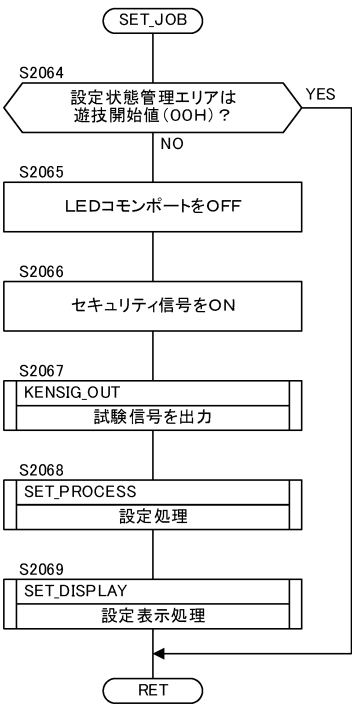 SET_JOB
S2064
設定状態管理エリアは
遊技開始値(00H)?
YES
NO
S2065
LEDコモンポートをOFF
S2066
セキュリティ信号をON
S2067
KENSIG_OUT
試験信号を出力
S2068
SET_PROCESS
設定処理
S2069
SET_DISPLAY
設定表示処理
RET